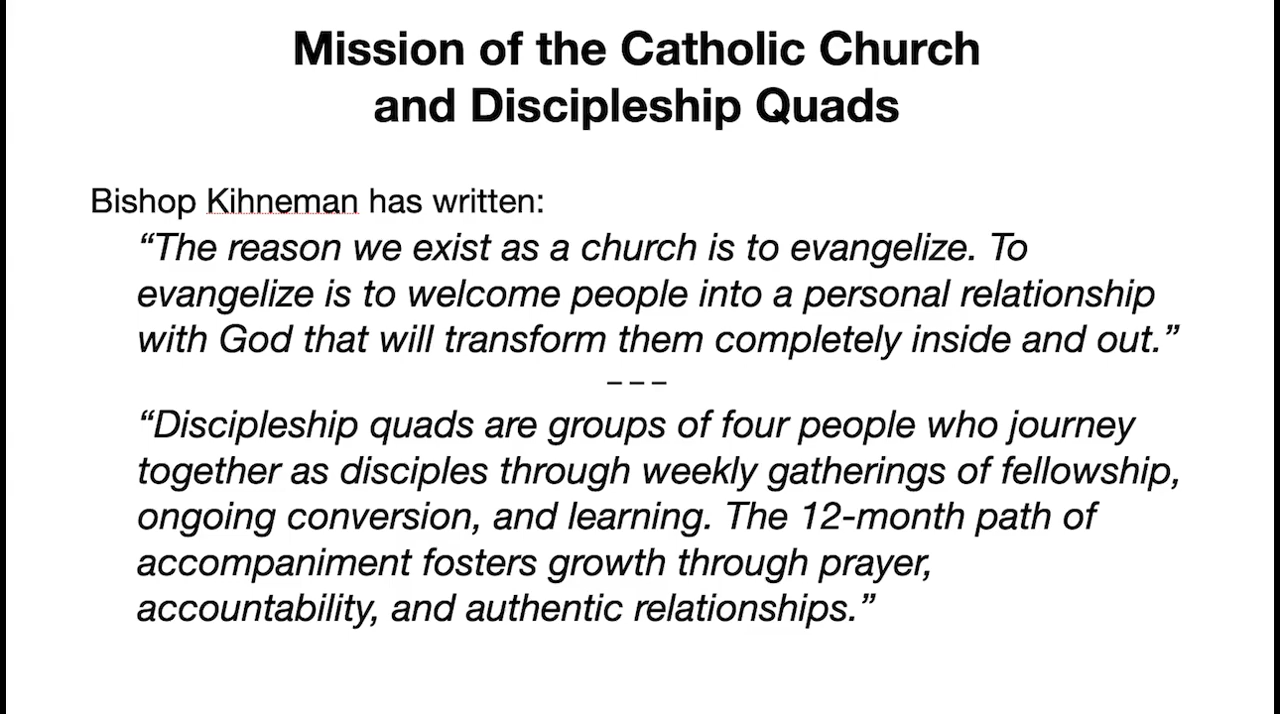 Mission of the Catholic Church
and Discipleship Quads
Bishop Kihneman has written:
“The reason we exist as a church is to evangelize. To
evangelize is to welcome people into a personal relationship
with God that will transform them completely inside and out.”
– – –
“Discipleship quads are groups of four people who journey
together as disciples through weekly gatherings of fellowship,
ongoing conversion, and learning. The 12-month path of
accompaniment fosters growth through prayer,
accountability, and authentic relationships.”